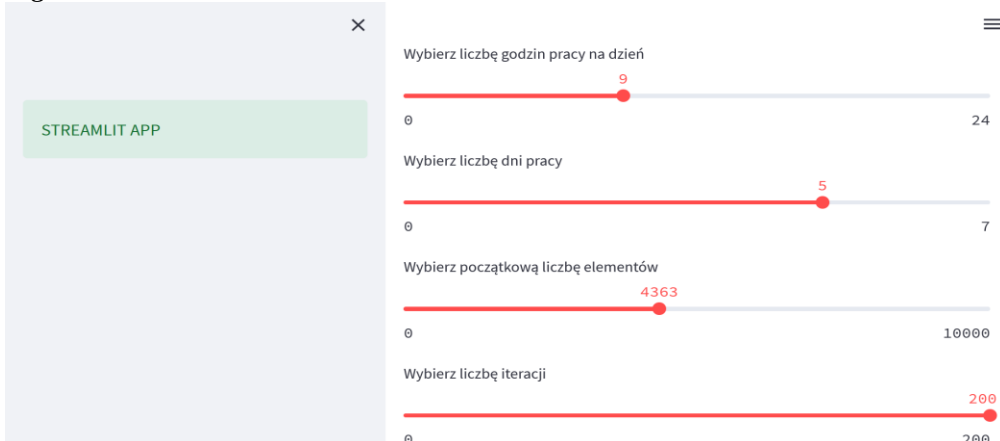 STREAMLIT APP
Wybierz liczbę godzin pracy na dzień
9
0 24
Wybierz liczbę dni pracy
5
0 7
Wybierz początkową liczbę elementów
4363
0 10000
Wybierz liczbę iteracji
200
0 200